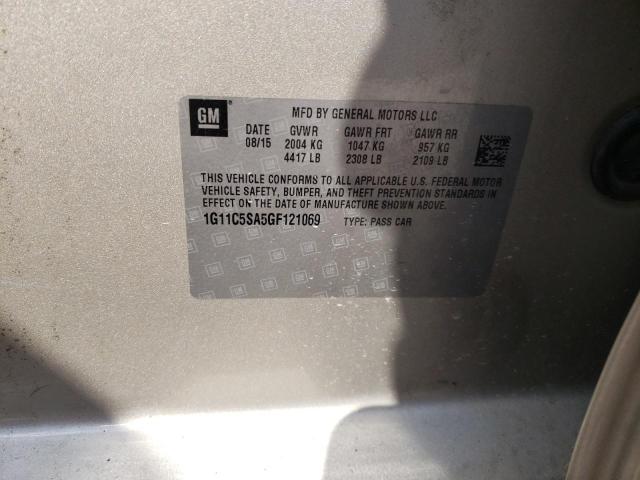 GM
MFD BY GENERAL MOTORS LLC
DATE GVWR GAWR FRT GAWR RR
08/15 2004 KG 1047 KG 957 KG
4417 LB 2308 LB 2109 LB
THIS VEHICLE CONFORMS TO ALL APPLICABLE U.S. FEDERAL MOTOR
VEHICLE SAFETY, BUMPER, AND THEFT PREVENTION STANDARDS IN
EFFECT ON THE DATE OF MANUFACTURE SHOWN ABOVE.
1G11C5SA5GF121069 TYPE: PASS CAR